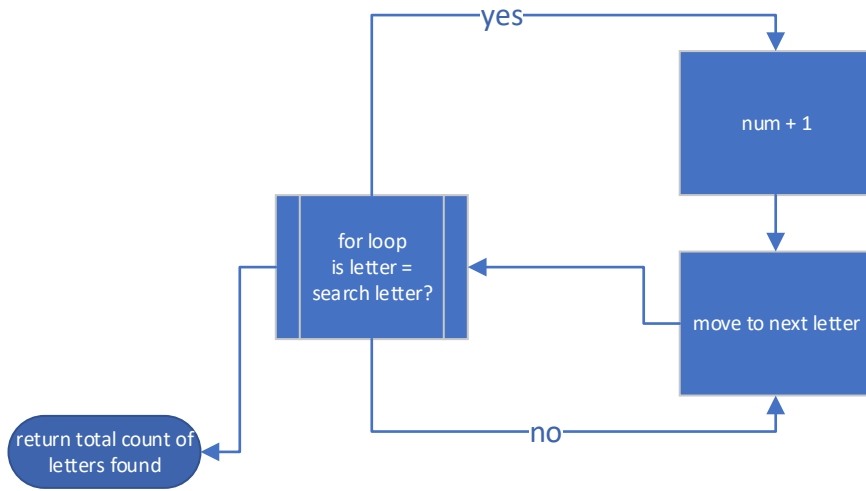 yes
num + 1
for loop
is letter =
search letter?
move to next letter
no
return total count of
letters found